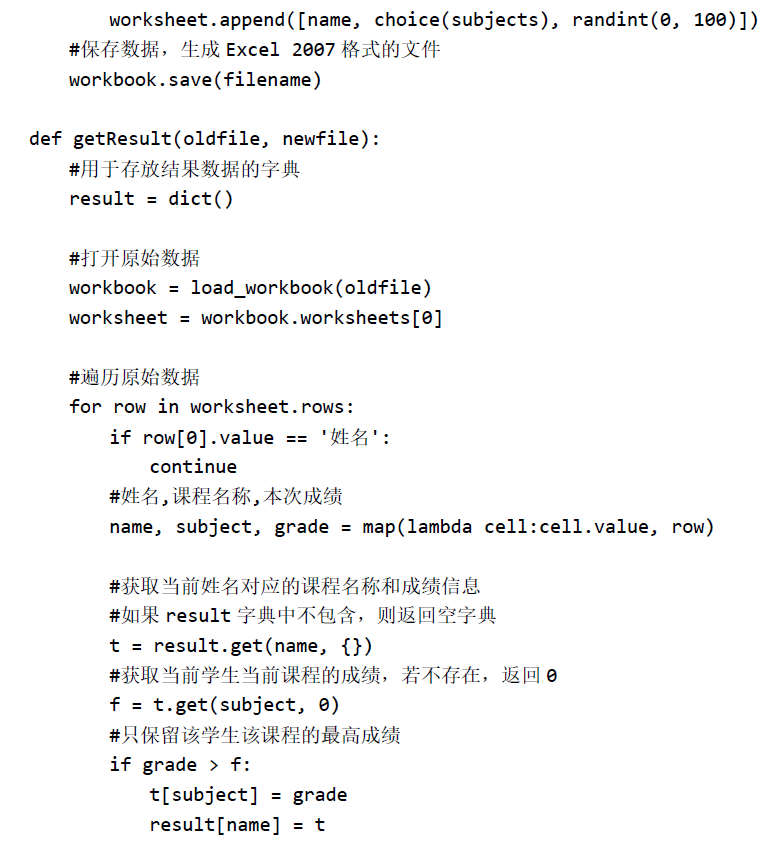 worksheet.append([name, choice(subjects), randint(0, 100)])
#保存数据，生成 Excel 2007 格式的文件
workbook.save(filename)
def getResult(oldfile, newfile):
#用于存放结果数据的字典
result = dict()
#打开原始数据
workbook = load_workbook(oldfile)
worksheet = workbook.worksheets[0]
#遍历原始数据
for row in worksheet.rows:
if row[0].value == '姓名':
continue
#姓名,课程名称,本次成绩
name, subject, grade = map(lambda cell:cell.value, row)
#获取当前姓名对应的课程名称和成绩信息
#如果 result 字典中不包含，则返回空字典
t = result.get(name, {})
#获取当前学生当前课程的成绩，若不存在，返回 0
f = t.get(subject, 0)
#只保留该学生该课程的最高成绩
if grade > f:
t[subject] = grade
result[name] = t